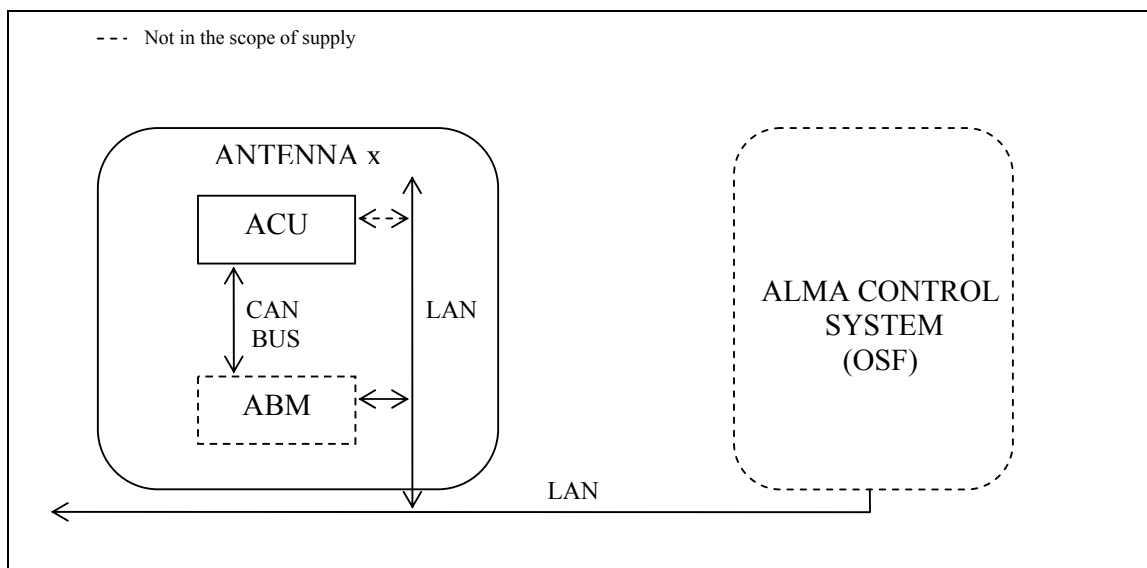 --- Not in the scope of supply
ANTENNA x
ACU
CAN
BUS
LAN
ABM
ALMA CONTROL
SYSTEM
(OSF)
LAN